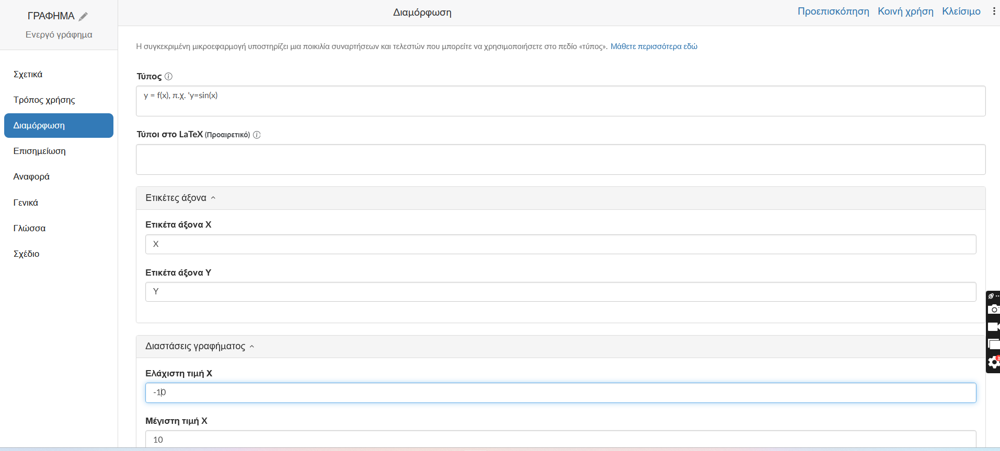 ΓΡΑΦΗΜΑ
Ενεργό γράφημα
Διαμόρφωση
Προεπισκόπηση Κοινή χρήση Κλείσιμο
Σχετικά
Τρόπος χρήσης
Διαμόρφωση
Επισημείωση
Αναφορά
Γενικά
Γλώσσα
Σχέδιο
Η συγκεκριμένη μικροεφαρμογή υποστηρίζει μια ποικιλία συναρτήσεων και τελεστών που μπορείτε να χρησιμοποιήσετε στο πεδίο «τύπος». Μάθετε περισσότερα εδώ
Τύπος
y = f(x), π.χ. 'y=sin(x)
Τύποι στο LaTeX (Προαιρετικό)
Ετικέτες άξονα
Ετικέτα άξονα X
X
Ετικέτα άξονα Y
Y
Διαστάσεις γραφήματος
Ελάχιστη τιμή X
-10
Μέγιστη τιμή X
10
3